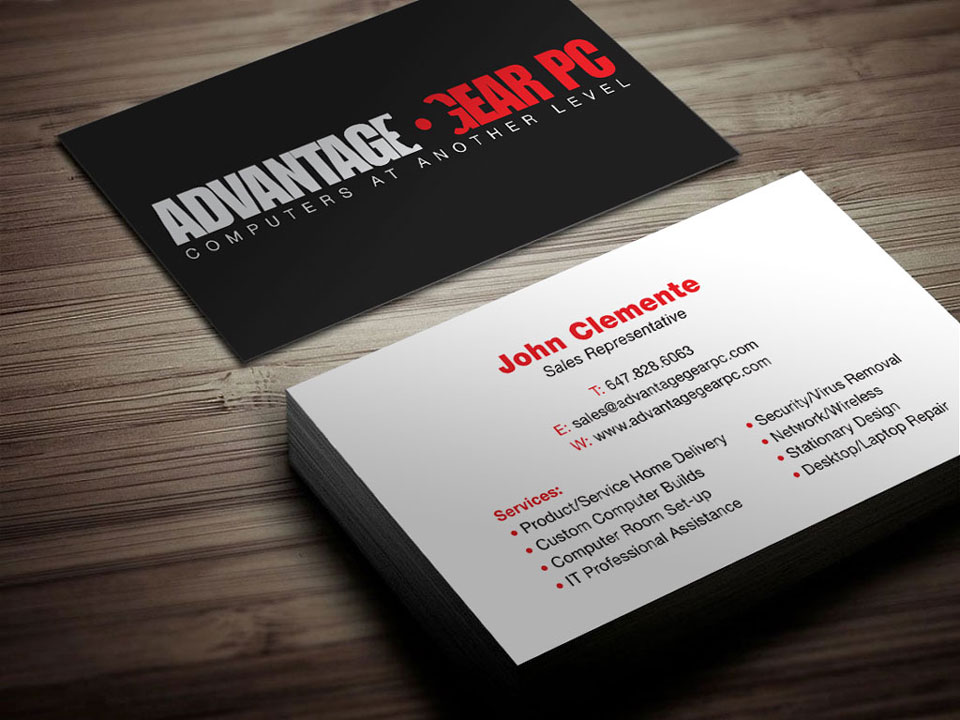 ADVANTAGE • GEAR PC
COMPUTERS AT ANOTHER LEVEL
John Clemente
Sales Representative
T: 647.828.6063
E: sales@advantagegearpc.com
W: www.advantagegearpc.com
Services:
• Product/Service Home Delivery
• Custom Computer Builds
• Computer Room Set-up
• IT Professional Assistance
• Security/Virus Removal
• Network/Wireless
• Stationary Design
• Desktop/Laptop Repair